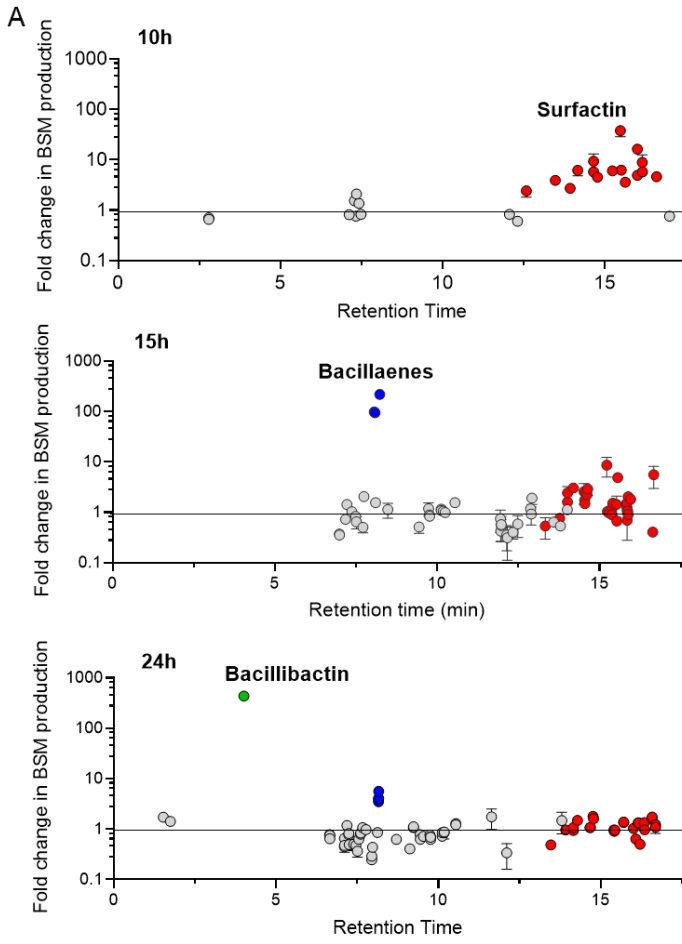 A
10h
Fold change in BSM production
1000
100
10
1
0.1
Surfactin
0
5
10
15
Retention Time
15h
Fold change in BSM production
1000
100
10
1
0.1
Bacillaenes
0
5
10
15
Retention time (min)
24h
Fold change in BSM production
1000
100
10
1
0.1
Bacillibactin
0
5
10
15
Retention Time